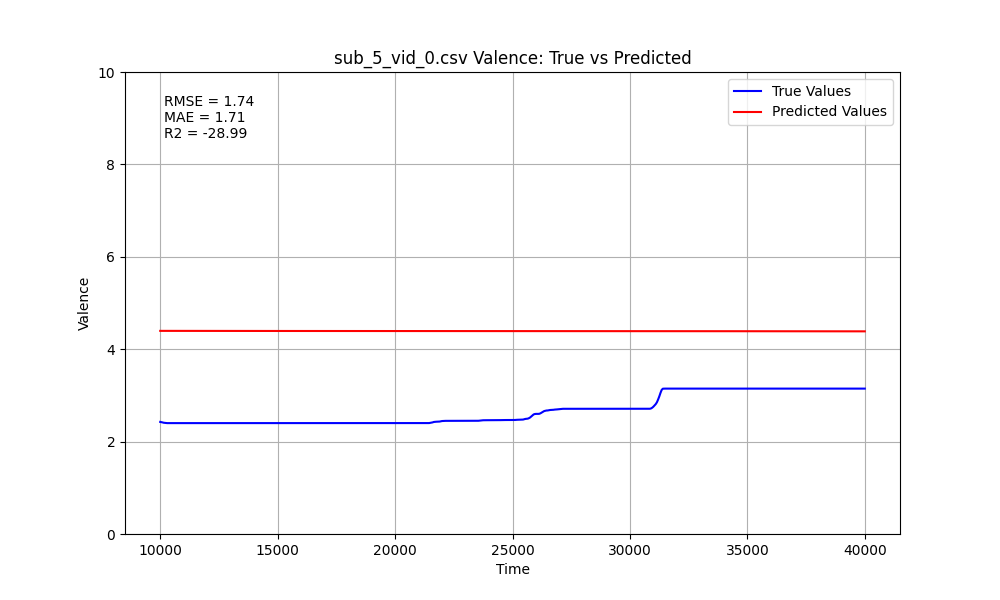 sub_5_vid_0.csv Valence: True vs Predicted
RMSE = 1.74
MAE = 1.71
R2 = -28.99
True Values
Predicted Values
Valence
10
8
6
4
2
0
10000
15000
20000
25000
30000
35000
40000
Time